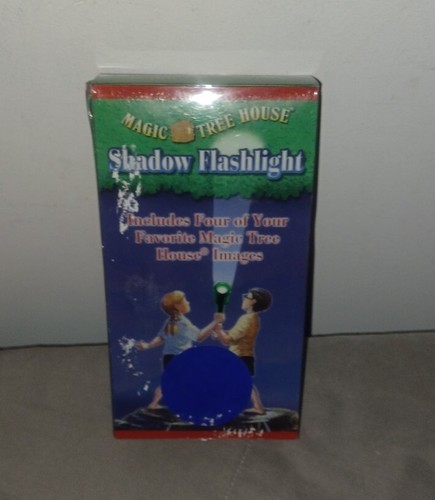 MAGIC TREE HOUSE®
Shadow Flashlight
Includes Four of Your
Favorite Magic Tree
House® Images